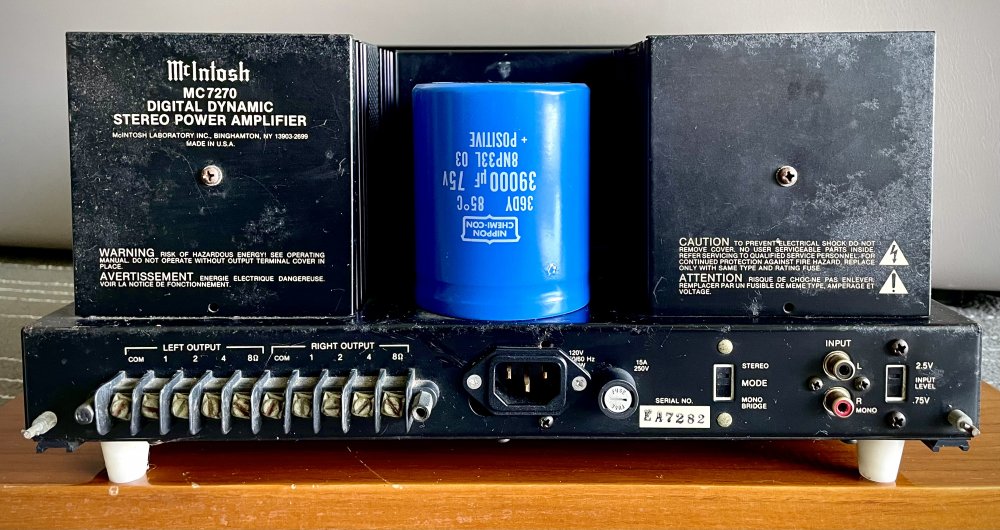 McIntosh
MC7270
DIGITAL DYNAMIC
STEREO POWER AMPLIFIER
McINTOSH LABORATORY INC., BINGHAMTON, NY 13903-2699
MADE IN U.S.A.
WARNING RISK OF HAZARDOUS ENERGY! SEE OPERATING
MANUAL. DO NOT OPERATE WITHOUT OUTPUT TERMINAL COVER IN
PLACE.
AVERTISSEMENT ENERGIE ELECTRIQUE DANGEREUSE.
VOIR LA NOTICE DE FONCTIONNEMENT.
NIPPON
CHEMI-CON
36DY 85°C
39000 µF 75V
8NP33L 03
+ POSITIVE
CAUTION TO PREVENT ELECTRICAL SHOCK DO NOT
REMOVE COVER. NO USER SERVICEABLE PARTS INSIDE.
REFER SERVICING TO QUALIFIED SERVICE PERSONNEL. FOR
CONTINUED PROTECTION AGAINST FIRE HAZARD, REPLACE
ONLY WITH SAME TYPE AND RATING FUSE.
ATTENTION RISQUE DE CHOC-NE PAS ENLEVER.
REMPLACER PAR UN FUSIBLE DE MEME TYPE, AMPERAGE ET
VOLTAGE.
LEFT OUTPUT
COM 1 2 4 8Ω
RIGHT OUTPUT
COM 1 2 4 8Ω
120V
50/60 Hz
15A
250V
FUSE
SERIAL NO.
EA7282
STEREO
MODE
MONO
BRIDGE
INPUT
L
R
MONO
2.5V
INPUT
LEVEL
.75V